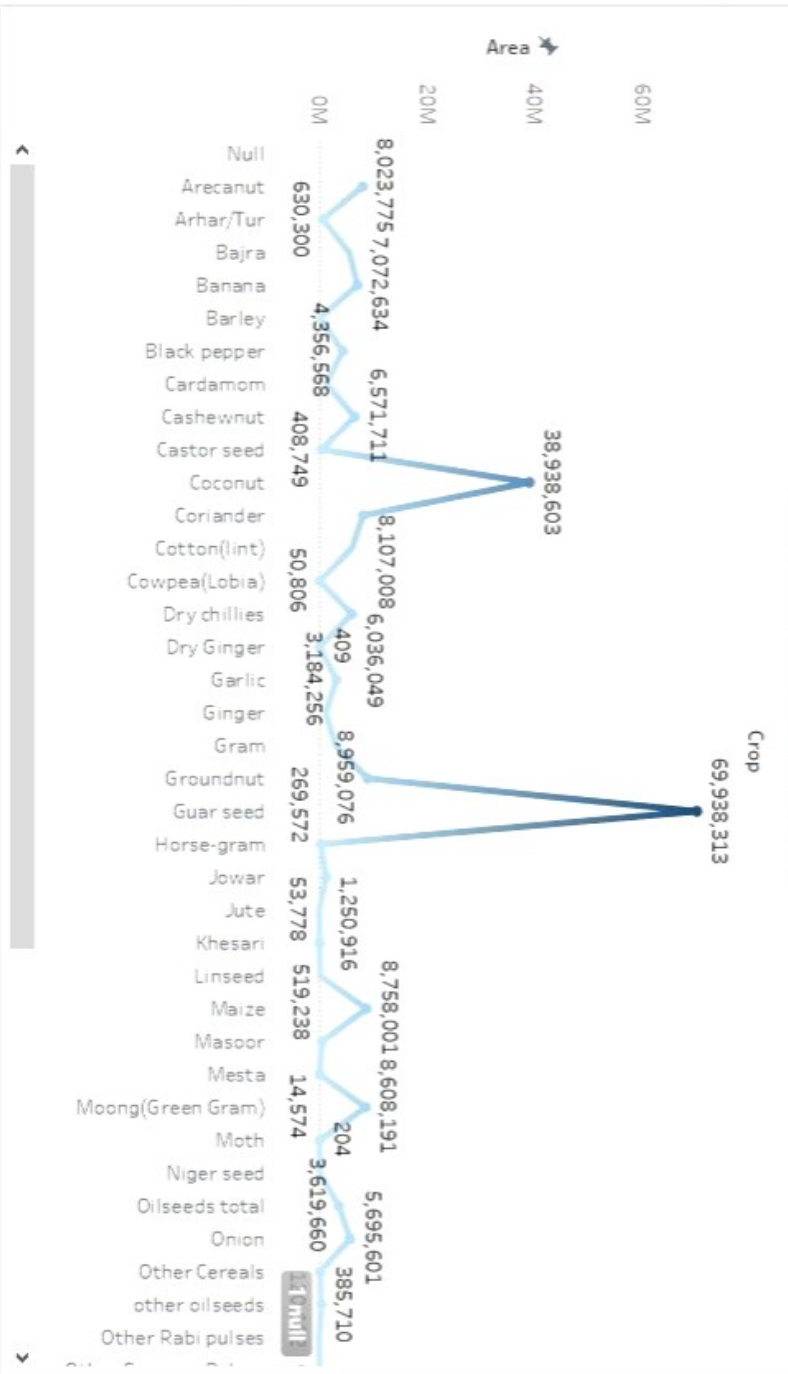 Crop
Area
60M
40M
20M
0M
8,023,775
630,300
7,072,634
4,356,568
6,571,711
408,749
38,938,603
8,107,008
50,806
6,036,049
409
3,184,256
8,959,076
69,938,313
269,572
1,250,916
53,778
519,238
8,758,001
8,608,191
14,574
204
3,619,660
5,695,601
385,710
Null
Arecanut
Arhar/Tur
Bajra
Banana
Barley
Black pepper
Cardamom
Cashewnut
Castor seed
Coconut
Coriander
Cotton(lint)
Cowpea(Lobia)
Dry chillies
Dry Ginger
Garlic
Ginger
Gram
Groundnut
Guar seed
Horse-gram
Jowar
Jute
Khesari
Linseed
Maize
Masoor
Mesta
Moong(Green Gram)
Moth
Niger seed
Oilseeds total
Onion
Other Cereals
other oilseeds
Other Rabi pulses